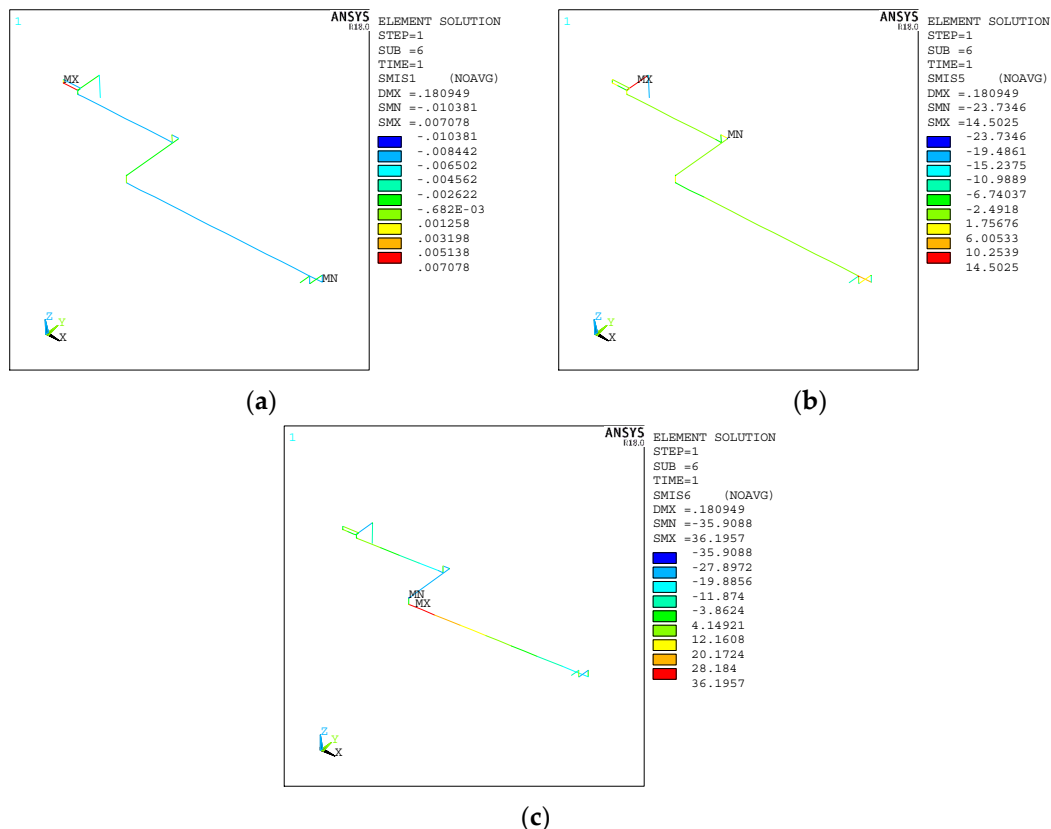 1
ANSYS
R18.0
ELEMENT SOLUTION
STEP=1
SUB =6
TIME=1
SMIS1 (NOAVG)
DMX =.180949
SMN =-.010381
SMX =.007078
-.010381
-.008442
-.006502
-.004562
-.002622
-.682E-03
.001258
.003198
.005138
.007078
MX
MN
Z
Y
X
(a)
1
ANSYS
R18.0
ELEMENT SOLUTION
STEP=1
SUB =6
TIME=1
SMIS5 (NOAVG)
DMX =.180949
SMN =-23.7346
SMX =14.5025
-23.7346
-19.4861
-15.2375
-10.9889
-6.74037
-2.4918
1.75676
6.00533
10.2539
14.5025
MX
MN
Z
Y
X
(b)
1
ANSYS
R18.0
ELEMENT SOLUTION
STEP=1
SUB =6
TIME=1
SMIS6 (NOAVG)
DMX =.180949
SMN =-35.9088
SMX =36.1957
-35.9088
-27.8972
-19.8856
-11.874
-3.8624
4.14921
12.1608
20.1724
28.184
36.1957
MN
MX
Z
Y
X
(c)